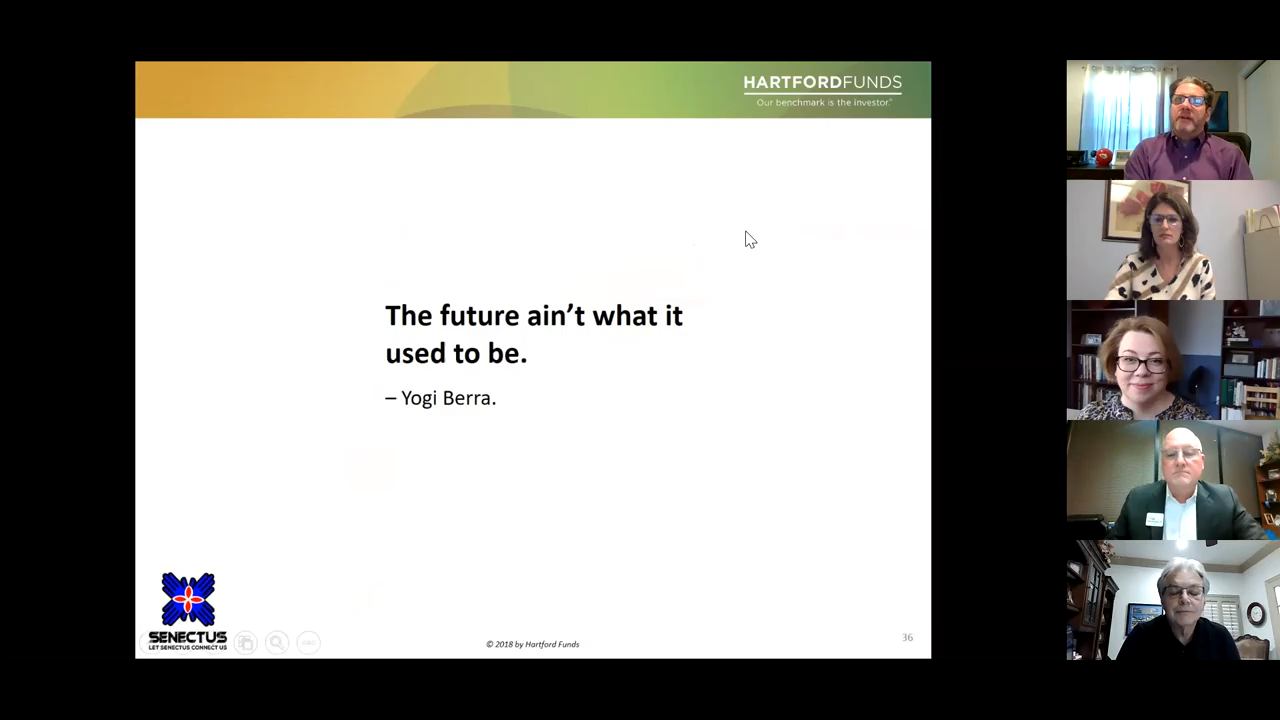 HARTFORDFUNDS
Our benchmark is the investor.®
The future ain’t what it
used to be.
– Yogi Berra.
SENECTUS
LET SENECTUS CONNECT US
© 2018 by Hartford Funds
36